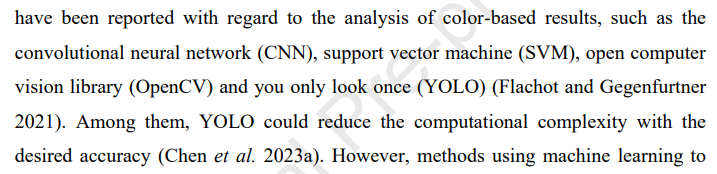 have been reported with regard to the analysis of color-based results, such as the
convolutional neural network (CNN), support vector machine (SVM), open computer
vision library (OpenCV) and you only look once (YOLO) (Flachot and Gegenfurtner
2021). Among them, YOLO could reduce the computational complexity with the
desired accuracy (Chen et al. 2023a). However, methods using machine learning to